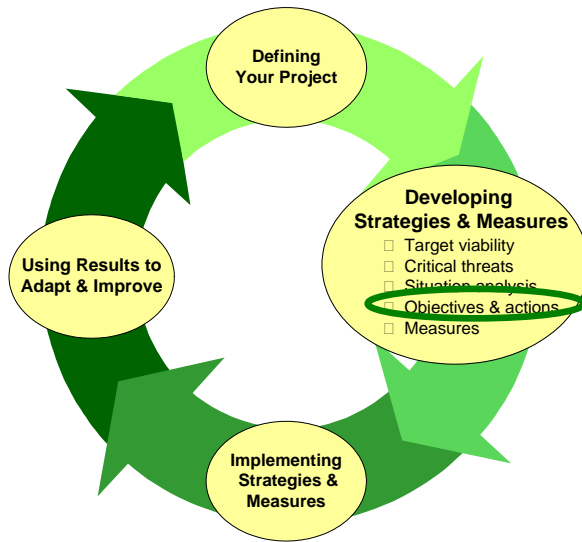 Defining
Your Project
Developing
Strategies & Measures
□ Target viability
□ Critical threats
□ Situation analysis
□ Objectives & actions
□ Measures
Using Results to
Adapt & Improve
Implementing
Strategies &
Measures